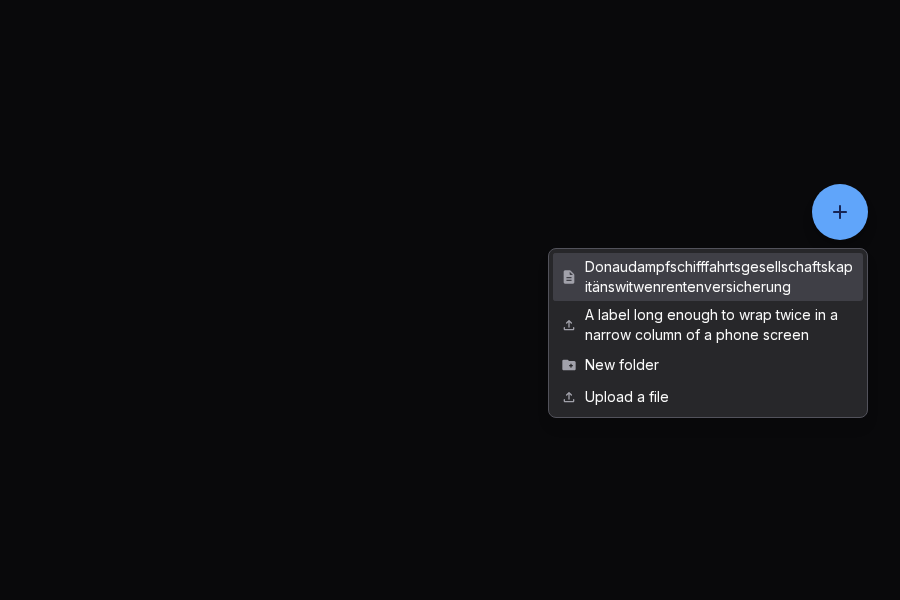 Donaudampfschifffahrtsgesellschaftskap
itänswitwenrentenversicherung
A label long enough to wrap twice in a
narrow column of a phone screen
New folder
Upload a file